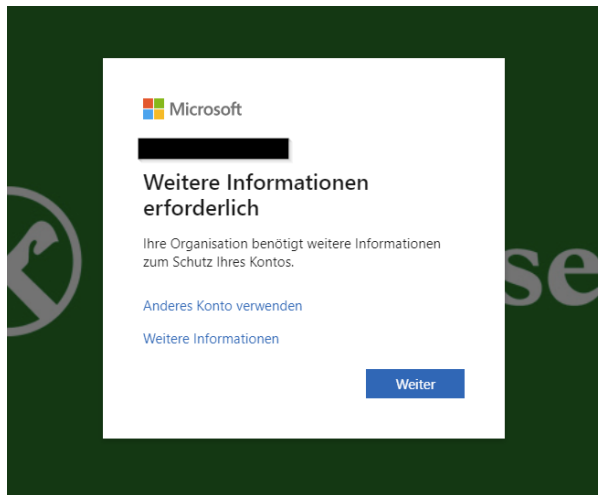 Microsoft
Weitere Informationen
erforderlich
Ihre Organisation benötigt weitere Informationen
zum Schutz Ihres Kontos.
Anderes Konto verwenden
Weitere Informationen
Weiter
se